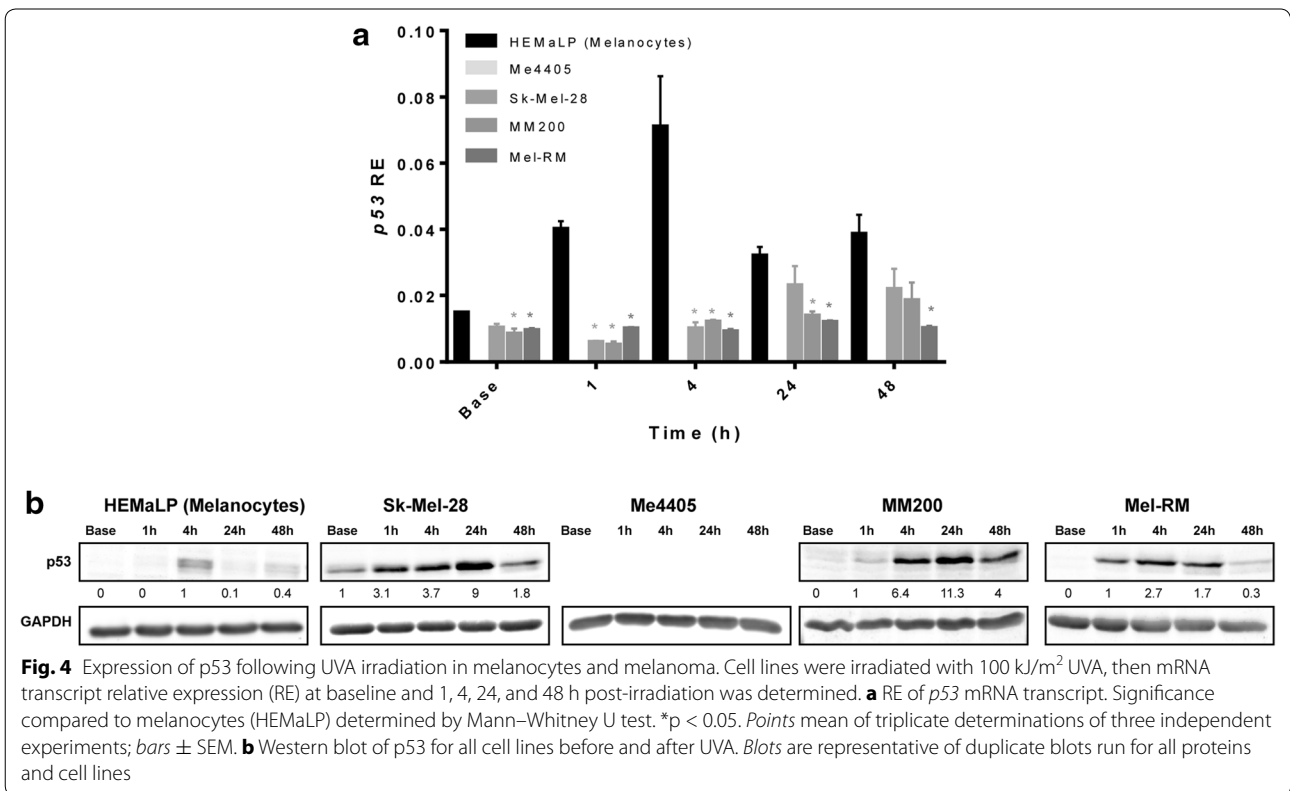 a
0.10
0.08
0.06
0.04
0.02
0.00
p53 RE
HEMaLP (Melanocytes)
Me4405
Sk-Mel-28
MM200
Mel-RM
* *
* * *
* * *
* *
*
Base 1 4 24 48
Time (h)
b
HEMaLP (Melanocytes) Sk-Mel-28 Me4405 MM200 Mel-RM
Base 1h 4h 24h 48h Base 1h 4h 24h 48h Base 1h 4h 24h 48h Base 1h 4h 24h 48h Base 1h 4h 24h 48h
p53
0 0 1 0.1 0.4 1 3.1 3.7 9 1.8 0 1 6.4 11.3 4 0 1 2.7 1.7 0.3
GAPDH
Fig. 4 Expression of p53 following UVA irradiation in melanocytes and melanoma. Cell lines were irradiated with 100 kJ/m² UVA, then mRNA
transcript relative expression (RE) at baseline and 1, 4, 24, and 48 h post-irradiation was determined. a RE of p53 mRNA transcript. Significance
compared to melanocytes (HEMaLP) determined by Mann–Whitney U test. *p < 0.05. Points mean of triplicate determinations of three independent
experiments; bars ± SEM. b Western blot of p53 for all cell lines before and after UVA. Blots are representative of duplicate blots run for all proteins
and cell lines